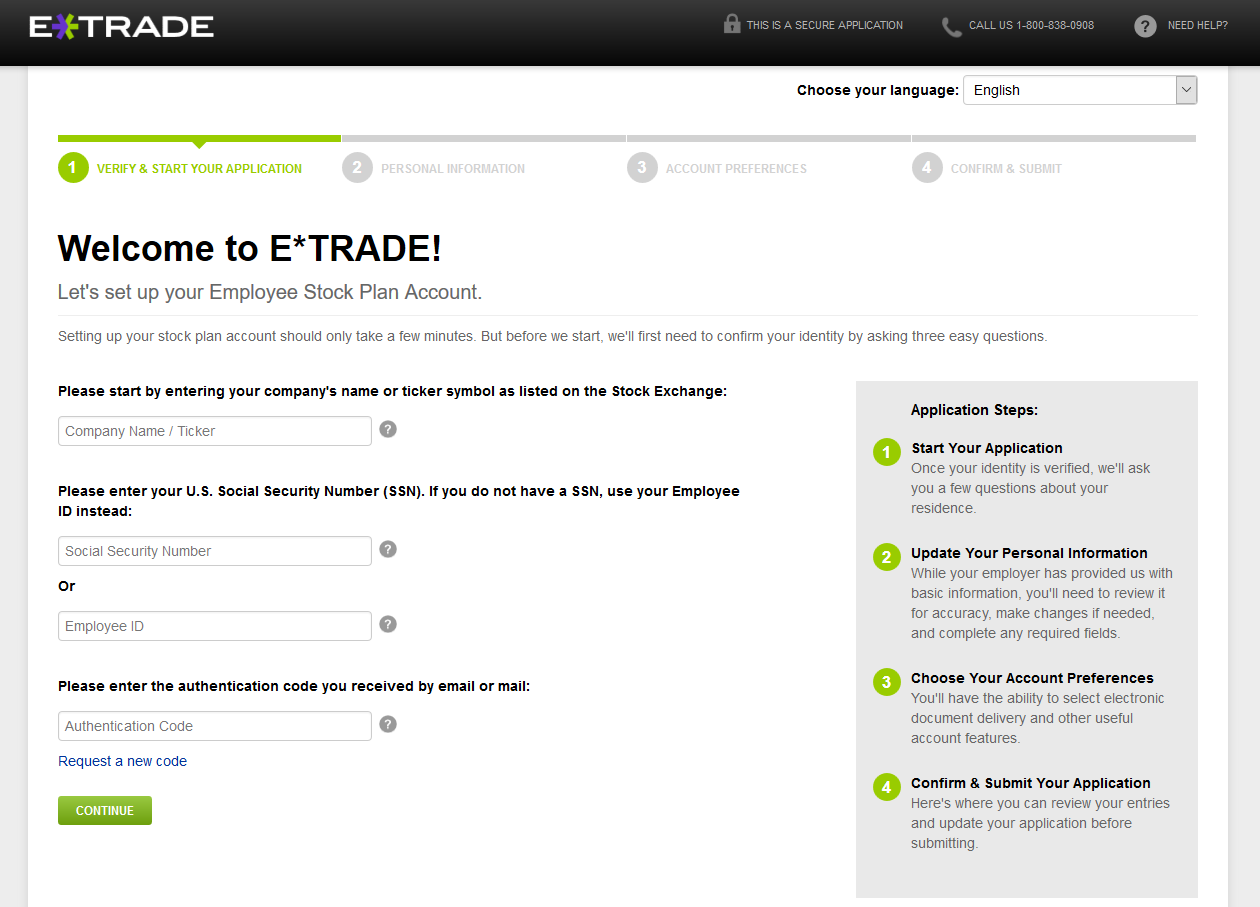 E*TRADE
THIS IS A SECURE APPLICATION
CALL US 1-800-838-0908
? NEED HELP?
Choose your language: English
1 VERIFY & START YOUR APPLICATION
2 PERSONAL INFORMATION
3 ACCOUNT PREFERENCES
4 CONFIRM & SUBMIT
Welcome to E*TRADE!
Let's set up your Employee Stock Plan Account.
Setting up your stock plan account should only take a few minutes. But before we start, we'll first need to confirm your identity by asking three easy questions.
Please start by entering your company's name or ticker symbol as listed on the Stock Exchange:
Company Name / Ticker ?
Please enter your U.S. Social Security Number (SSN). If you do not have a SSN, use your Employee
ID instead:
Social Security Number ?
Or
Employee ID ?
Please enter the authentication code you received by email or mail:
Authentication Code ?
Request a new code
CONTINUE
Application Steps:
1 Start Your Application
Once your identity is verified, we'll ask
you a few questions about your
residence.
2 Update Your Personal Information
While your employer has provided us with
basic information, you'll need to review it
for accuracy, make changes if needed,
and complete any required fields.
3 Choose Your Account Preferences
You'll have the ability to select electronic
document delivery and other useful
account features.
4 Confirm & Submit Your Application
Here's where you can review your entries
and update your application before
submitting.